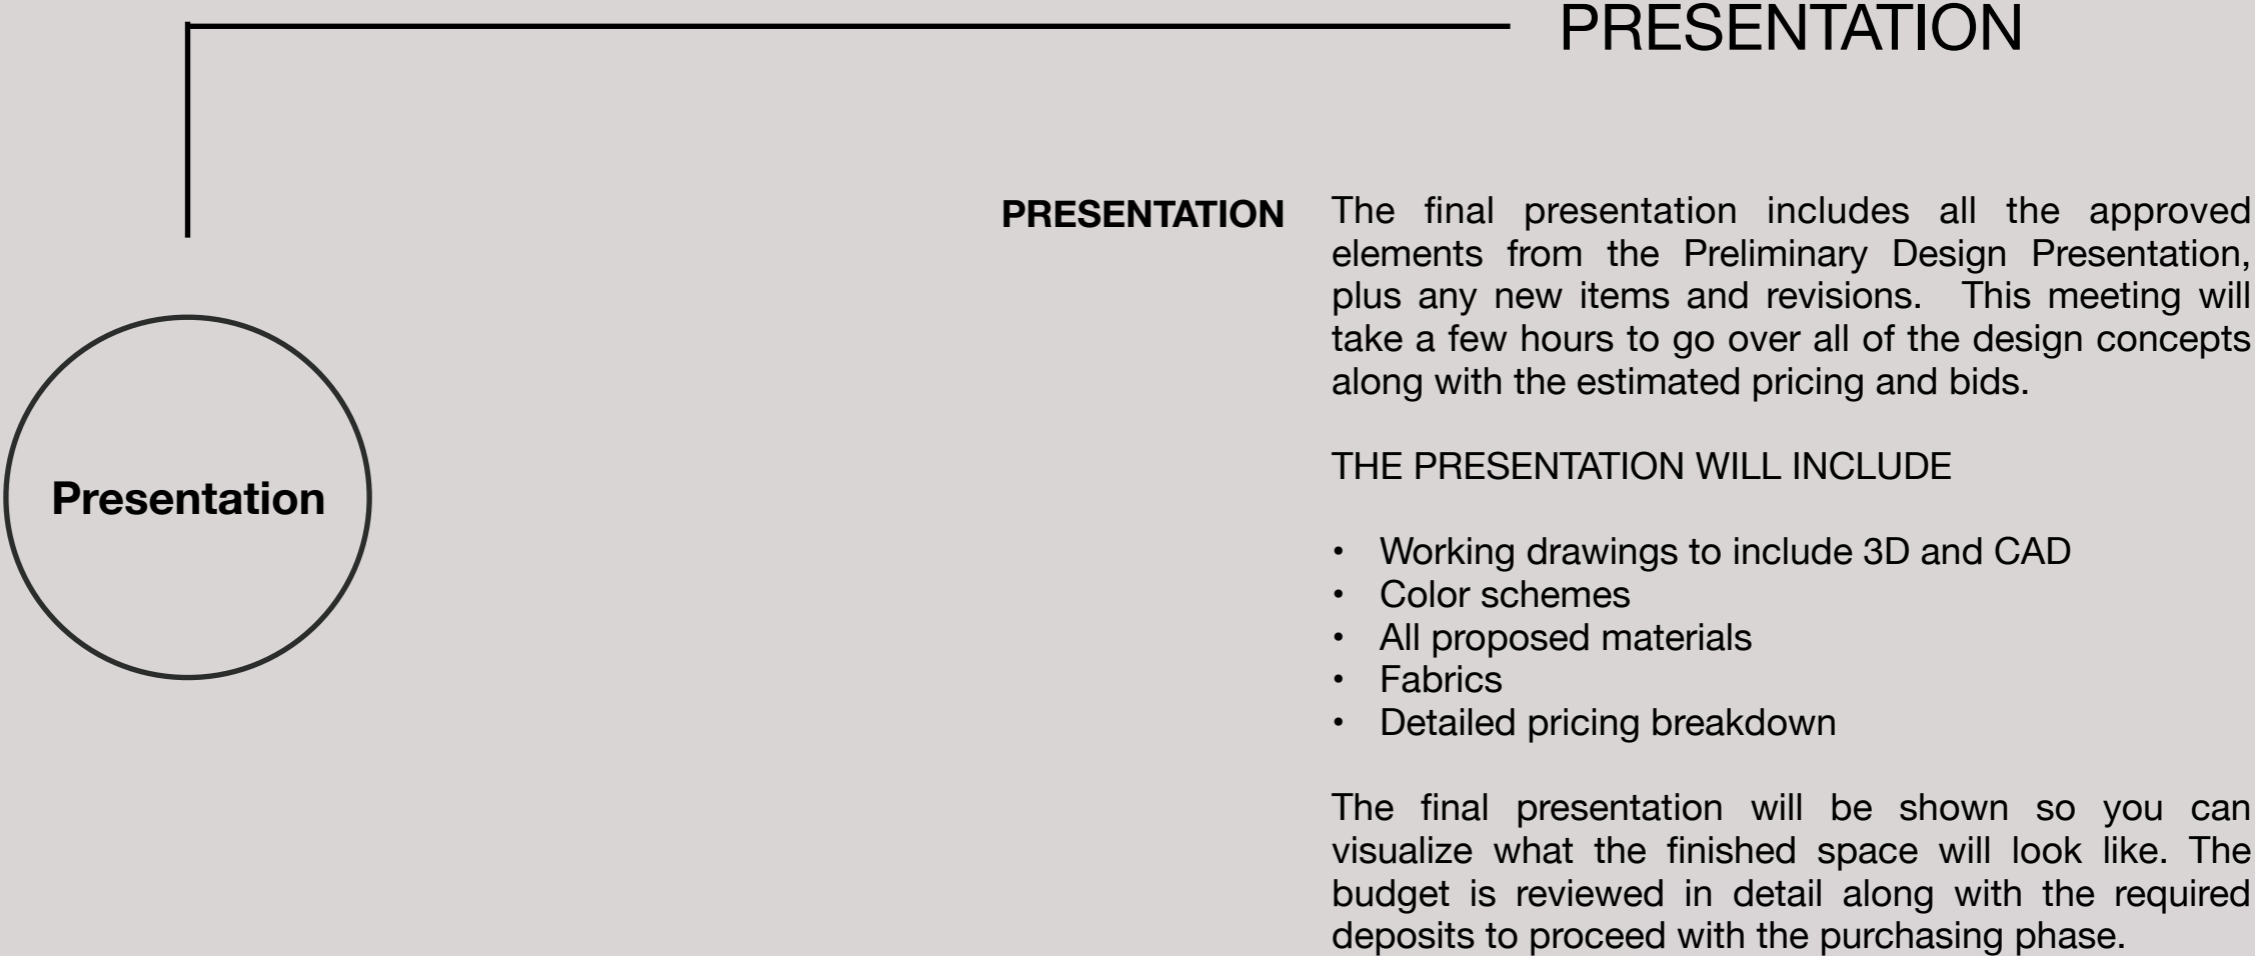 PRESENTATION
Presentation
PRESENTATION
The final presentation includes all the approved
elements from the Preliminary Design Presentation,
plus any new items and revisions.  This meeting will
take a few hours to go over all of the design concepts
along with the estimated pricing and bids.
THE PRESENTATION WILL INCLUDE
• Working drawings to include 3D and CAD
• Color schemes
• All proposed materials
• Fabrics
• Detailed pricing breakdown
The final presentation will be shown so you can
visualize what the finished space will look like. The
budget is reviewed in detail along with the required
deposits to proceed with the purchasing phase.